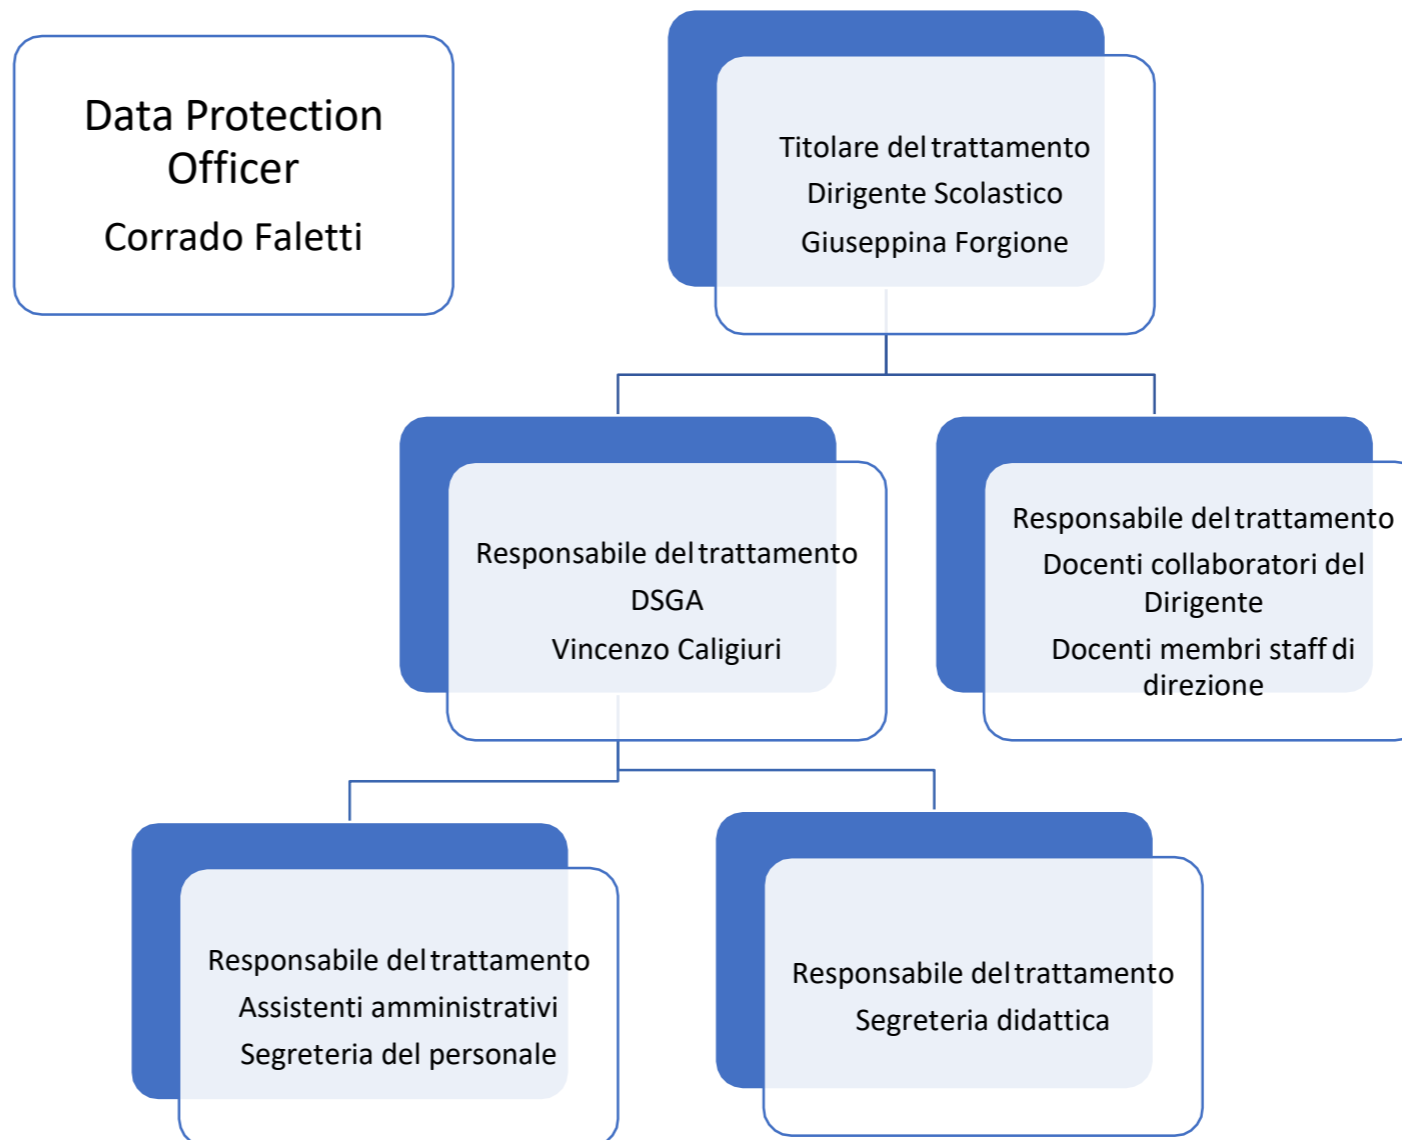 Data Protection
Officer
Corrado Faletti
Titolare del trattamento
Dirigente Scolastico
Giuseppina Forgione
Responsabile del trattamento
DSGA
Vincenzo Caligiuri
Responsabile del trattamento
Docenti collaboratori del
Dirigente
Docenti membri staff di
direzione
Responsabile del trattamento
Assistenti amministrativi
Segreteria del personale
Responsabile del trattamento
Segreteria didattica